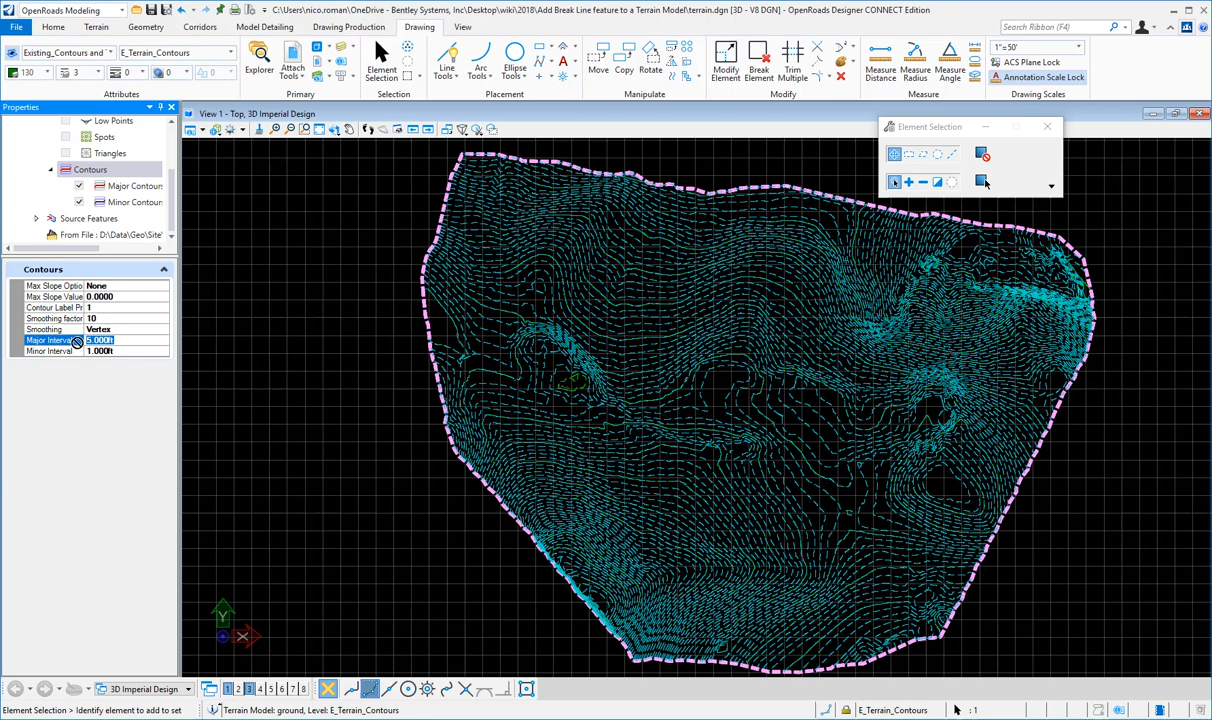 OpenRoads Modeling
C:\Users\nico.roman\OneDrive - Bentley Systems, Inc\Desktop\wiki\2018\Add Break Line feature to a Terrain Model\terrain.dgn [3D - V8 DGN] - OpenRoads Designer CONNECT Edition
File Home Terrain Geometry Corridors Model Detailing Drawing Production Drawing View Search Ribbon (F4)
Existing_Contours and E_Terrain_Contours
130 3 0 0 0
Explorer Attach Tools Element Selection Line Tools Arc Tools Ellipse Tools Move Copy Rotate Modify Element Break Element Trim Multiple Measure Distance Measure Radius Measure Angle
1"=50'
ACS Plane Lock
Annotation Scale Lock
Attributes Primary Selection Placement Manipulate Modify Measure Drawing Scales
Properties
View 1 - Top, 3D Imperial Design
Low Points
Spots
Triangles
Contours
Major Contour
Minor Contour
Source Features
From File : D:\Data\Geo\Site'
Element Selection
Contours
Max Slope Optio None
Max Slope Value 0.0000
Contour Label Pr 1
Smoothing factor 10
Smoothing Vertex
Major Interva 5.000ft
Minor Interval 1.000ft
Y
X
1 2 3 4 5 6 7 8
3D Imperial Design
Element Selection > Identify element to add to set
Terrain Model: ground, Level: E_Terrain_Contours
E_Terrain_Contours
: 1